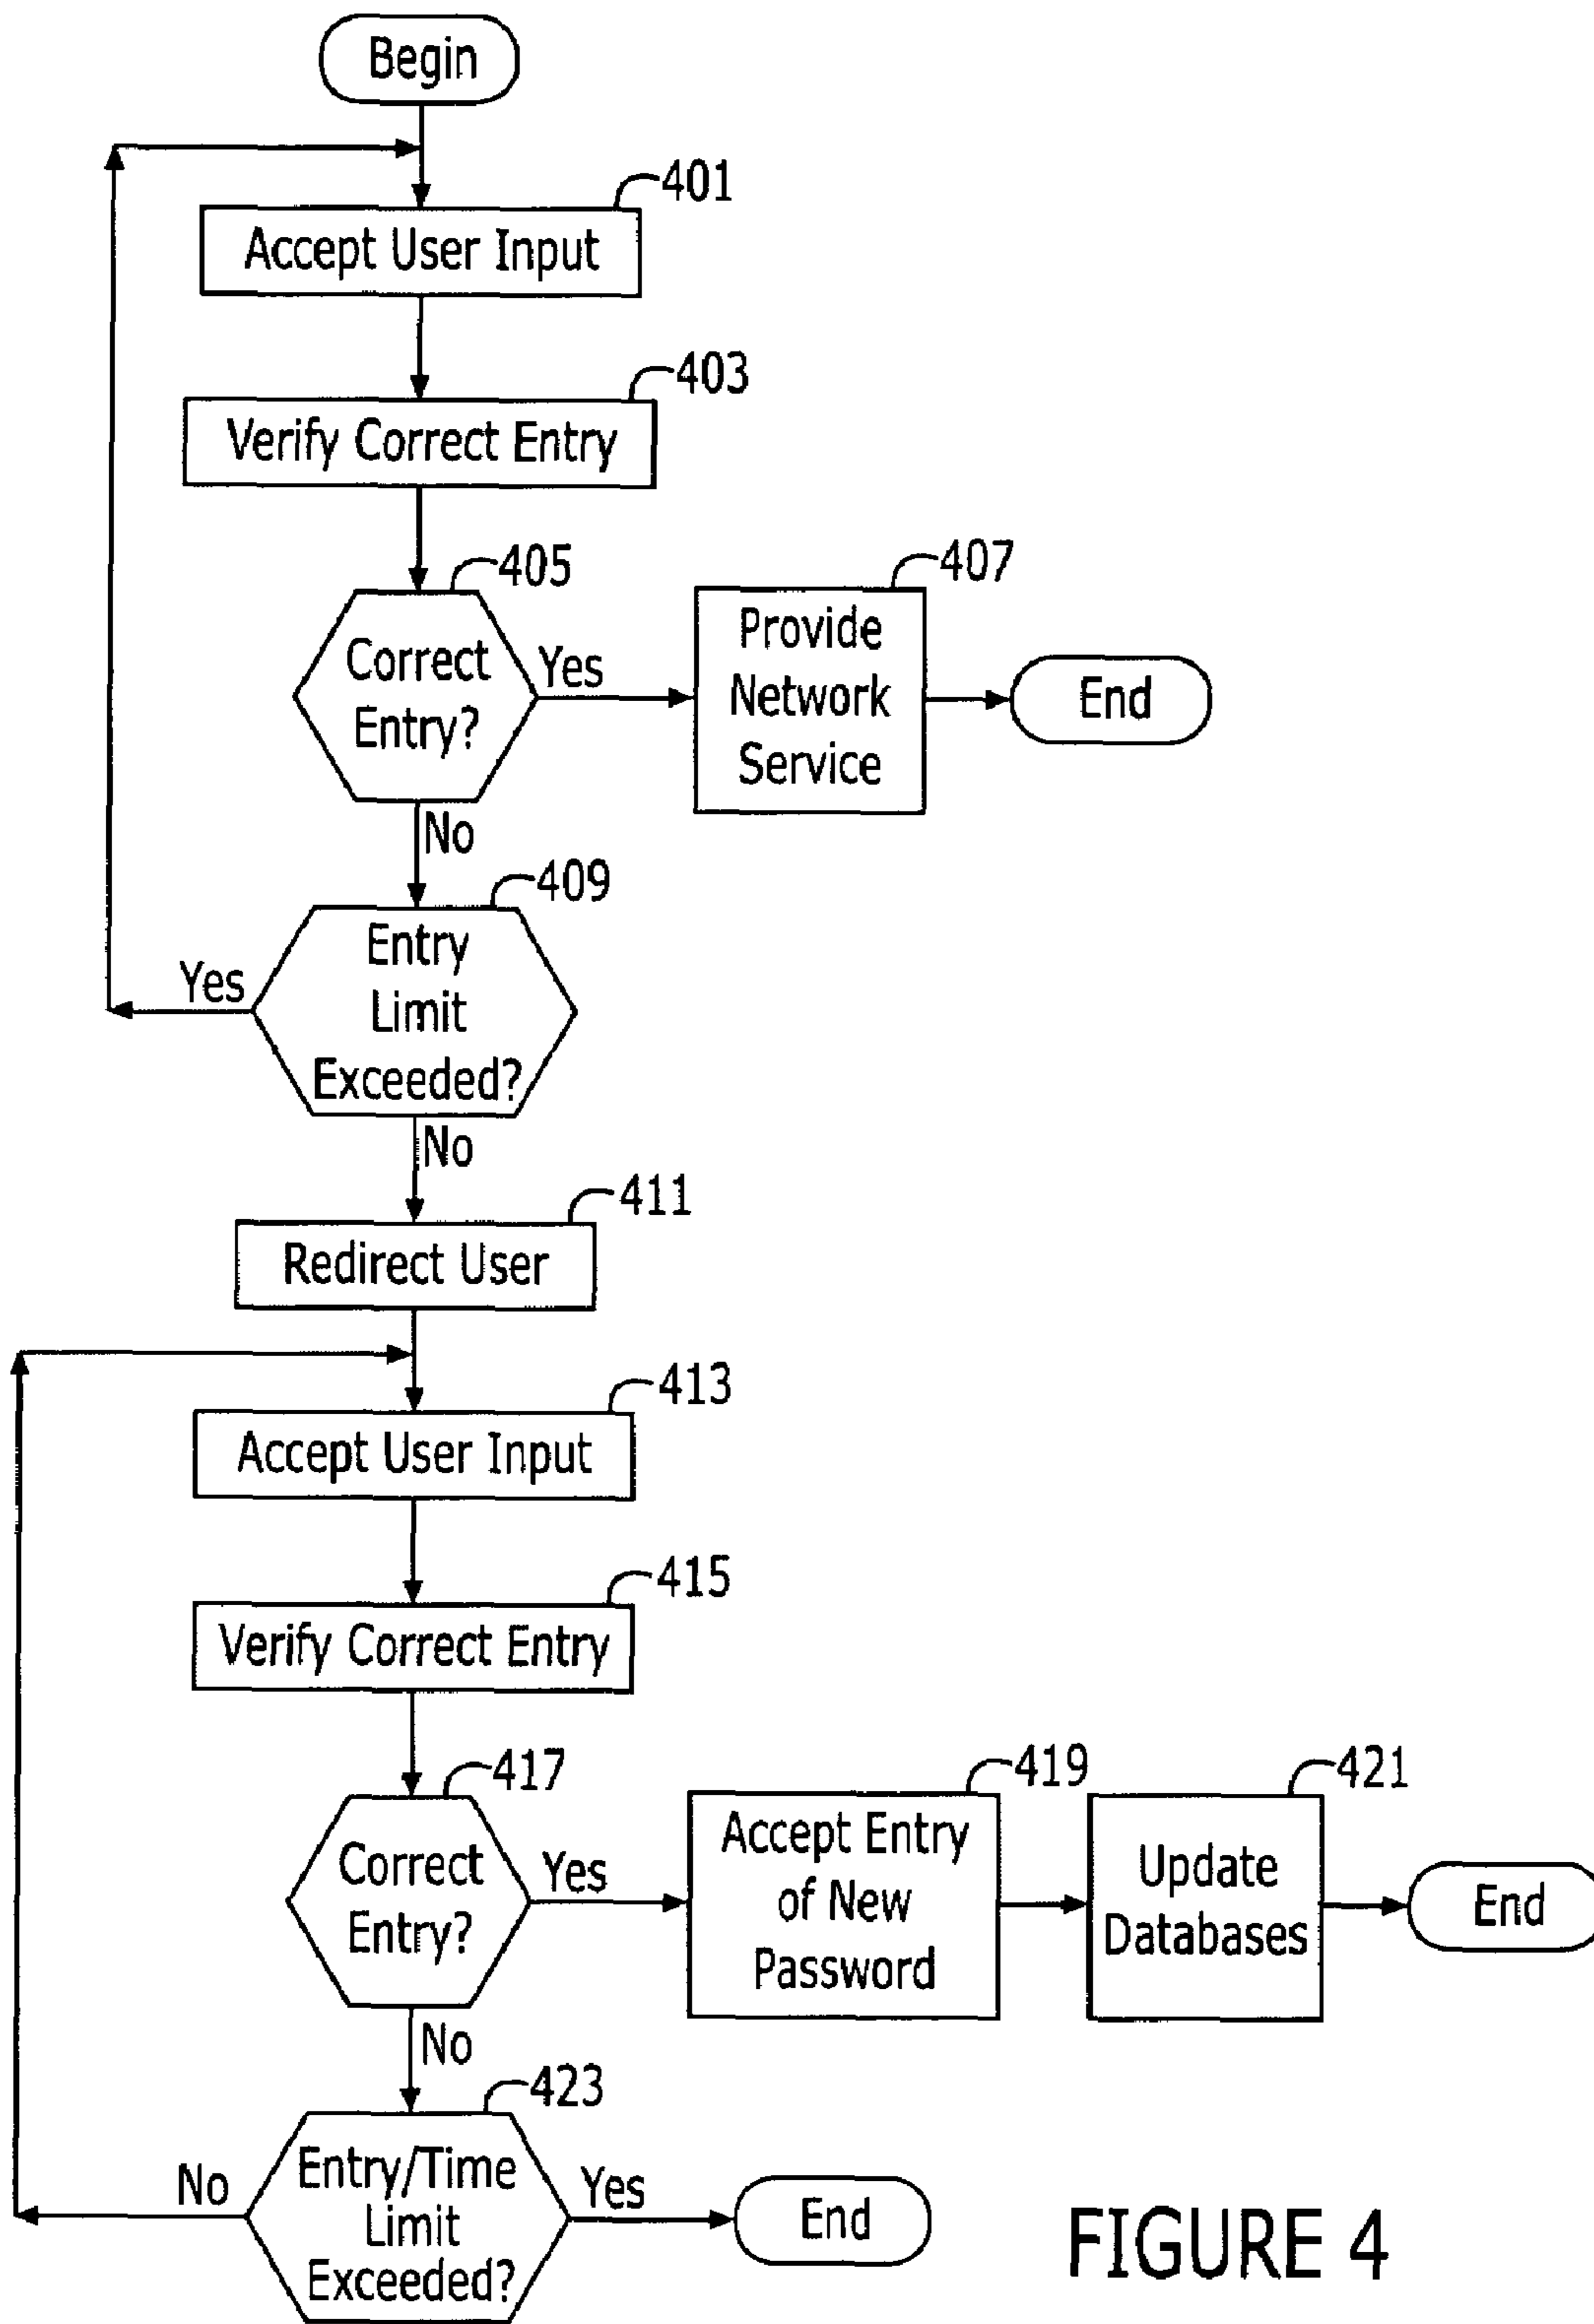 Begin
401
Accept User Input
403
Verify Correct Entry
405
Correct
Entry?
Yes
407
Provide
Network
Service
End
No
409
Entry
Limit
Exceeded?
Yes
No
411
Redirect User
413
Accept User Input
415
Verify Correct Entry
417
Correct
Entry?
Yes
419
Accept Entry
of New
Password
421
Update
Databases
End
No
423
Entry/Time
Limit
Exceeded?
No
Yes
End
FIGURE 4